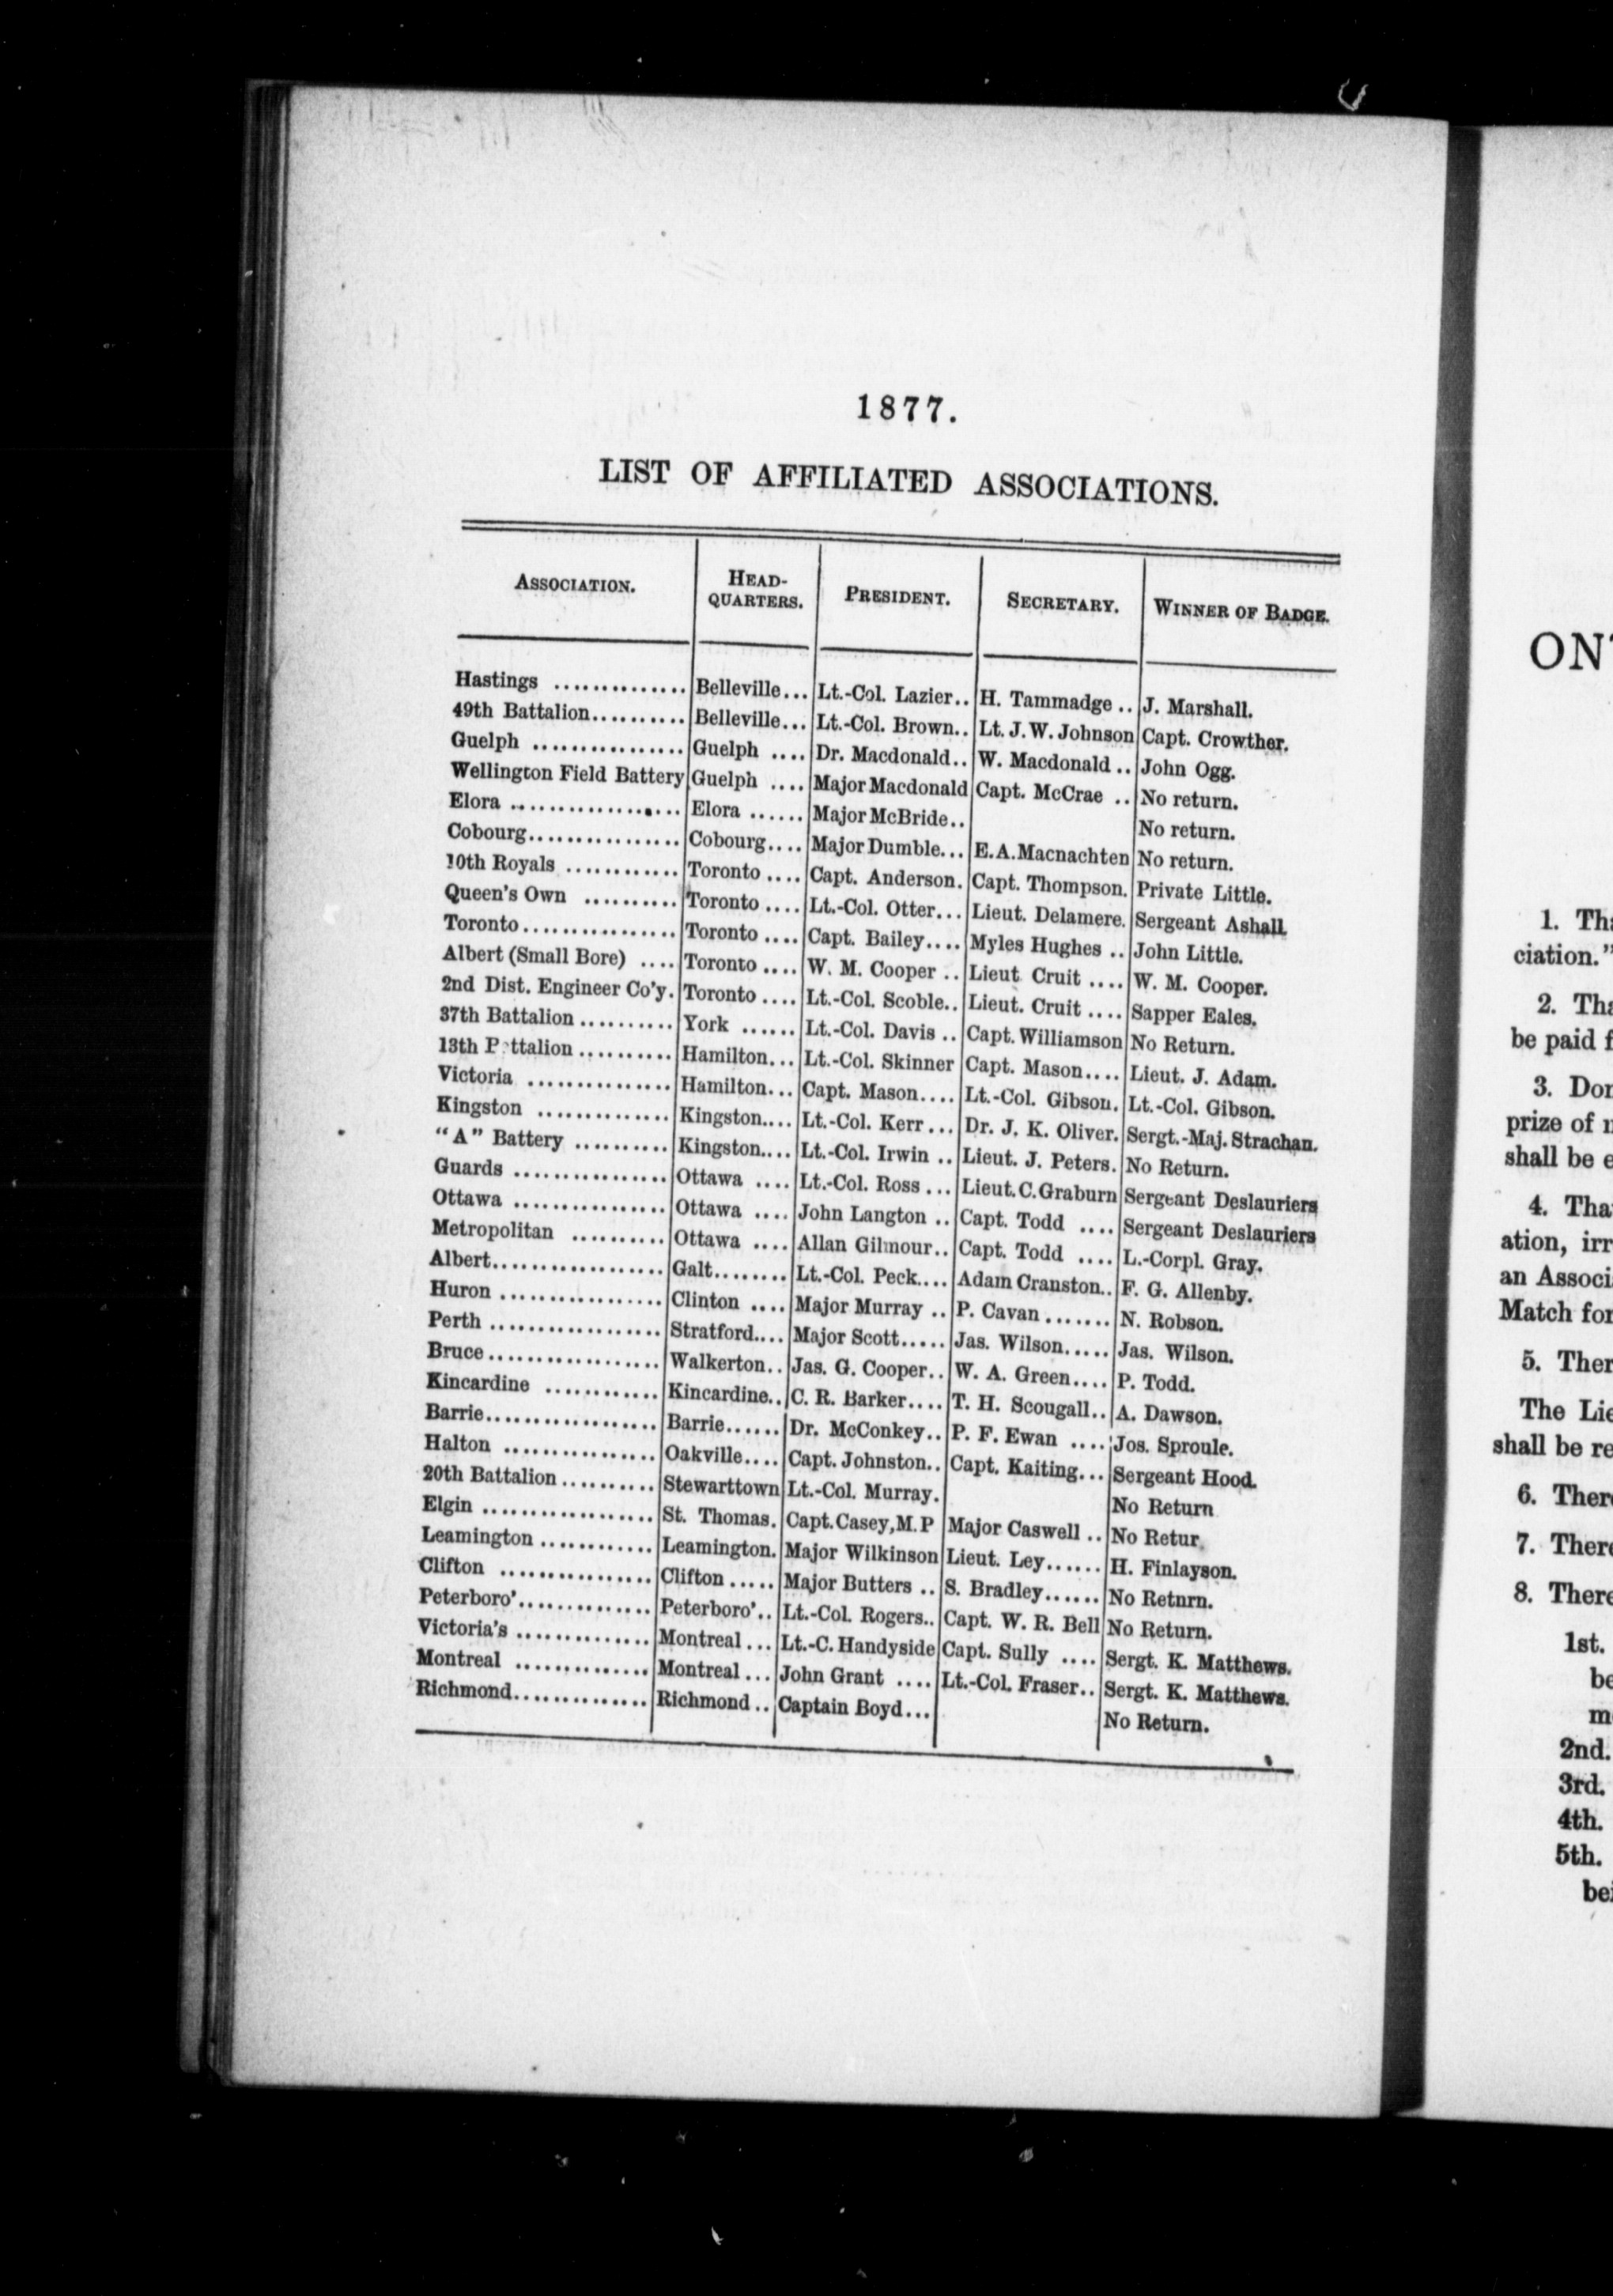 1877.
LIST OF AFFILIATED ASSOCIATIONS.
ASSOCIATION. HEAD-QUARTERS. PRESIDENT. SECRETARY. WINNER OF BADGE.
Hastings .............. Belleville... Lt.-Col. Lazier.. H. Tammadge .. J. Marshall.
49th Battalion.......... Belleville... Lt.-Col. Brown.. Lt. J. W. Johnson Capt. Crowther.
Guelph ................ Guelph .... Dr. Macdonald.. W. Macdonald .. John Ogg.
Wellington Field Battery Guelph .... Major Macdonald Capt. McCrae .. No return.
Elora .................. Elora ...... Major McBride.. No return.
Cobourg................ Cobourg.... Major Dumble... E. A. Macnachten No return.
10th Royals ............ Toronto .... Capt. Anderson. Capt. Thompson. Private Little.
Queen's Own .......... Toronto .... Lt.-Col. Otter... Lieut. Delamere. Sergeant Ashall
Toronto................ Toronto .... Capt. Bailey.... Myles Hughes .. John Little.
Albert (Small Bore) .... Toronto .... W. M. Cooper .. Lieut Cruit .... W. M. Cooper.
2nd Dist. Engineer Co'y. Toronto .... Lt.-Col. Scoble.. Lieut. Cruit .... Sapper Eales.
37th Battalion.......... York ...... Lt.-Col. Davis .. Capt. Williamson No Return.
13th P ttalion.......... Hamilton... Lt.-Col. Skinner Capt. Mason.... Lieut. J. Adam.
Victoria ............... Hamilton... Capt. Mason.... Lt.-Col. Gibson. Lt.-Col. Gibson.
Kingston .............. Kingston.... Lt.-Col. Kerr ... Dr. J. K. Oliver. Sergt.-Maj. Strachan.
"A" Battery .......... Kingston.... Lt.-Col. Irwin .. Lieut. J. Peters. No Return.
Guards ................ Ottawa .... Lt.-Col. Ross ... Lieut. C. Graburn Sergeant Deslauriers
Ottawa ................ Ottawa .... John Langton .. Capt. Todd .... Sergeant Deslauriers
Metropolitan .......... Ottawa .... Allan Gilmour.. Capt. Todd .... L.-Corpl. Gray.
Albert.................. Galt........ Lt.-Col. Peck.... Adam Cranston.. F. G. Allenby.
Huron ................. Clinton .... Major Murray .. P. Cavan ....... N. Robson.
Perth .................. Stratford.... Major Scott..... Jas. Wilson..... Jas. Wilson.
Bruce.................. Walkerton.. Jas. G. Cooper.. W. A. Green.... P. Todd.
Kincardine ............ Kincardine.. C. R. Barker.... T. H. Scougall.. A. Dawson.
Barrie.................. Barrie...... Dr. McConkey.. P. F. Ewan .... Jos. Sproule.
Halton ................ Oakville.... Capt. Johnston.. Capt. Kaiting... Sergeant Hood.
20th Battalion.......... Stewarttown Lt.-Col. Murray. No Return
Elgin .................. St. Thomas. Capt. Casey, M.P Major Caswell .. No Retur
Leamington ............ Leamington. Major Wilkinson Lieut. Ley...... H. Finlayson.
Clifton ................ Clifton ..... Major Butters .. S. Bradley...... No Retnrn.
Peterboro'.............. Peterboro'.. Lt.-Col. Rogers.. Capt. W. R. Bell No Return.
Victoria's .............. Montreal ... Lt.-C. Handyside Capt. Sully .... Sergt. K. Matthews.
Montreal .............. Montreal ... John Grant .... Lt.-Col. Fraser.. Sergt. K. Matthews.
Richmond.............. Richmond.. Captain Boyd... No Return.
ON
1. Tha
ciation."
2. Tha
be paid f
3. Don
prize of
shall be e
4. Tha
ation, irr
an Associ
Match for
5. Ther
The Lie
shall be re
6. Ther
7. There
8. There
1st.
be
m
2nd.
3rd.
4th.
5th.
bei